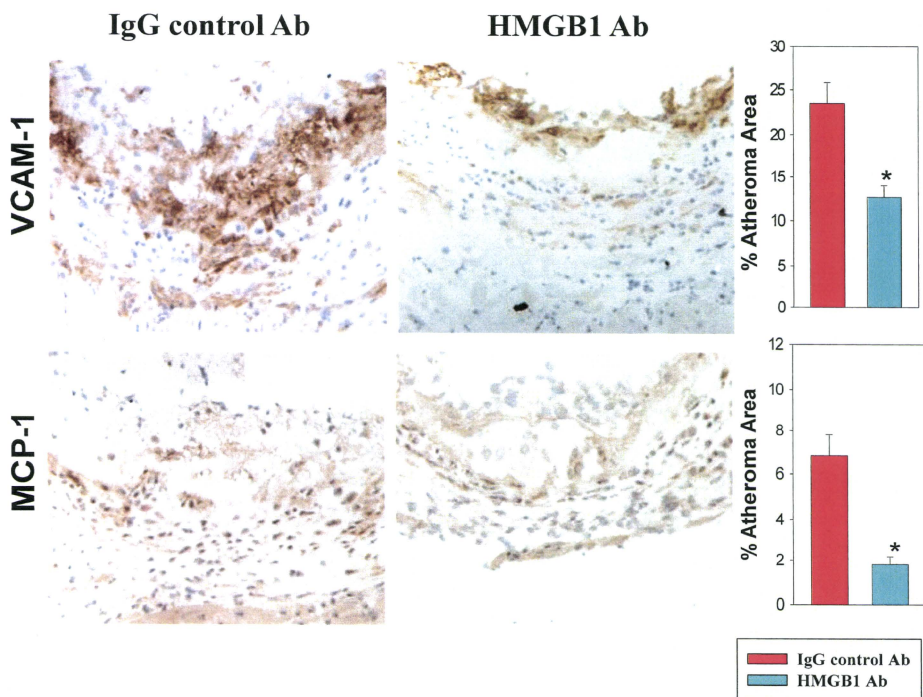 IgG control Ab
HMGB1 Ab
VCAM-1
% Atheroma Area
30
25
20
15
10
5
0
*
MCP-1
% Atheroma Area
12
10
8
6
4
2
0
*
IgG control Ab
HMGB1 Ab